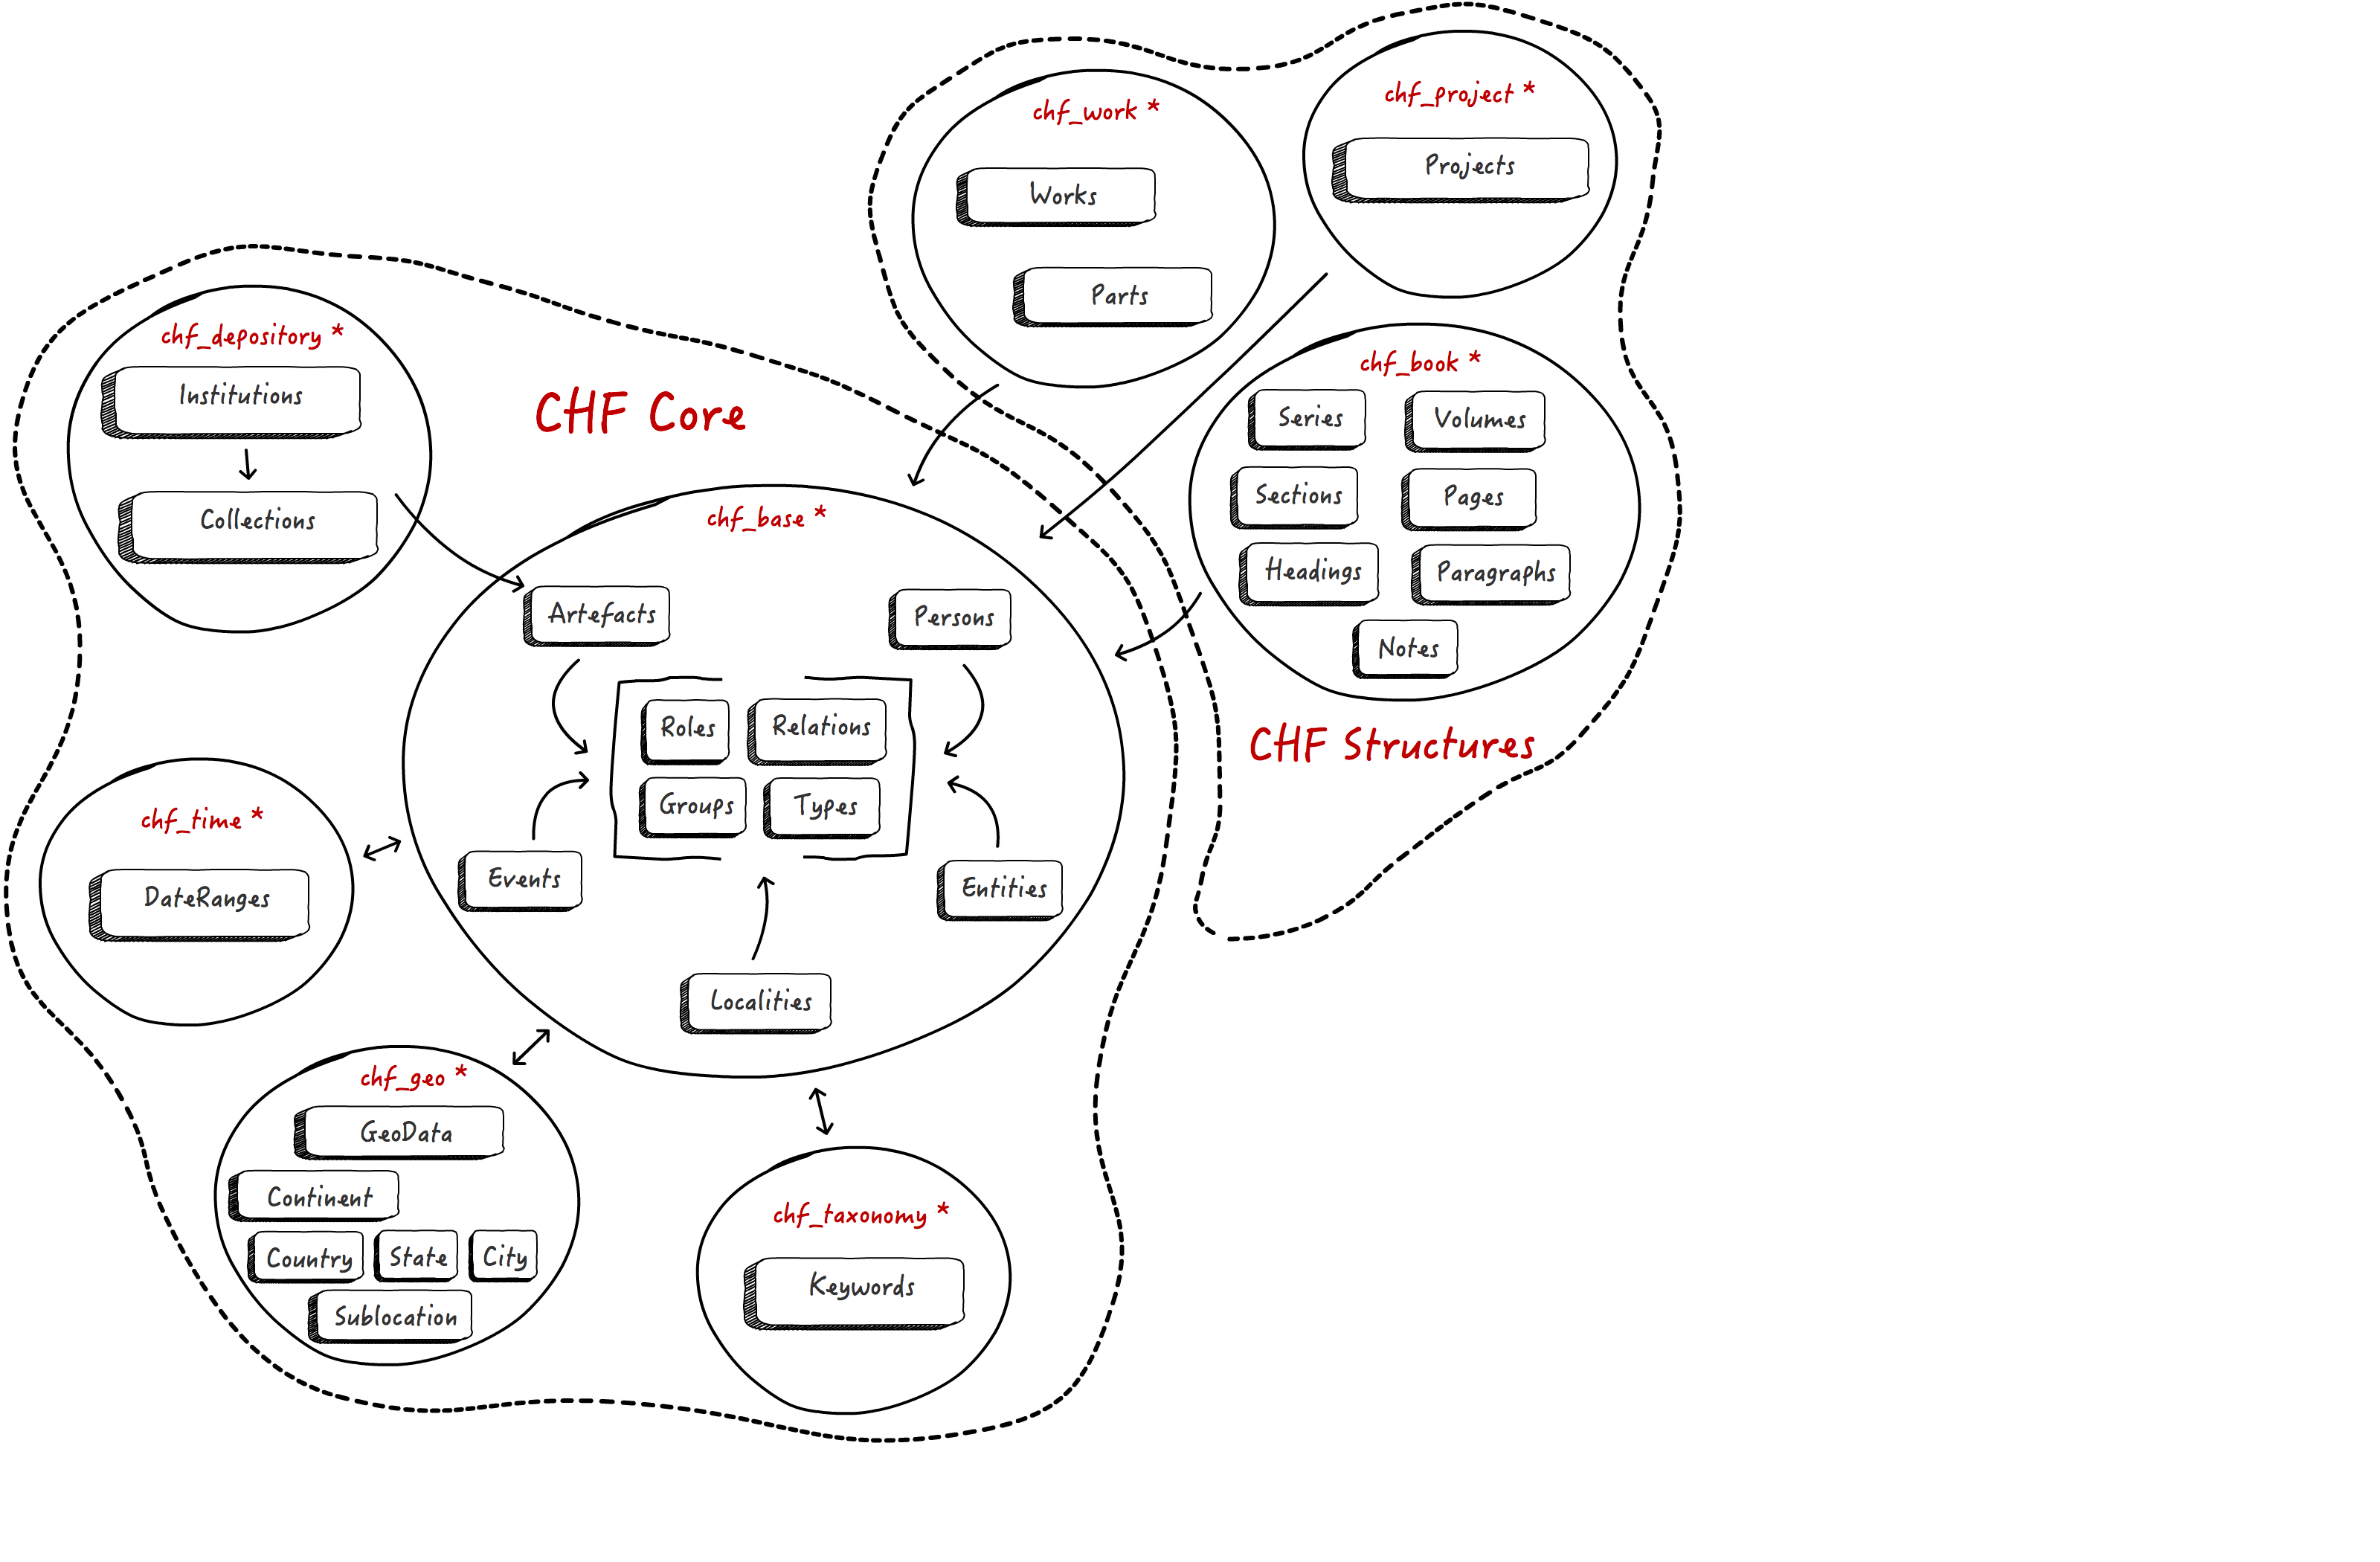 chf_work *
Works
Parts
chf_project *
Projects
chf_depository *
Institutions
Collections
CHF Core
chf_book *
Series
Volumes
Sections
Pages
Headings
Paragraphs
Notes
CHF Structures
chf_base *
Artefacts
Persons
Roles
Relations
Groups
Types
Events
Entities
Localities
chf_time *
DateRanges
chf_geo *
GeoData
Continent
Country
State
City
Sublocation
chf_taxonomy *
Keywords